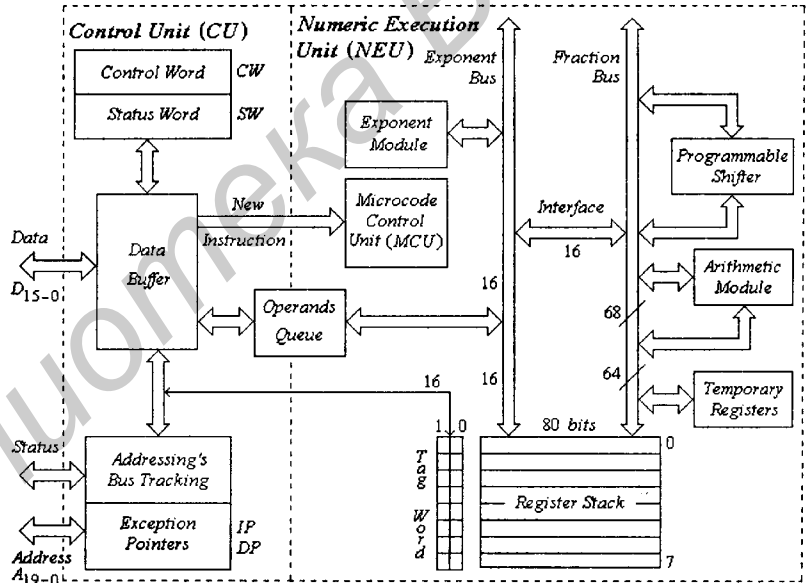 Control Unit (CU)
Control Word CW
Status Word SW
Numeric Execution
Unit (NEU)
Exponent
Bus
Fraction
Bus
Exponent
Module
Programmable
Shifter
New
Instruction
Microcode
Control
Unit (MCU)
Interface
16
Data
D15-0
Data
Buffer
Operands
Queue
16
Arithmetic
Module
68
64
16
16
Temporary
Registers
Status
Addressing's
Bus Tracking
Exception
Pointers
IP
DP
Address
A19-0
1 0
Tag Word
80 bits
0
Register Stack
7
иотека Б